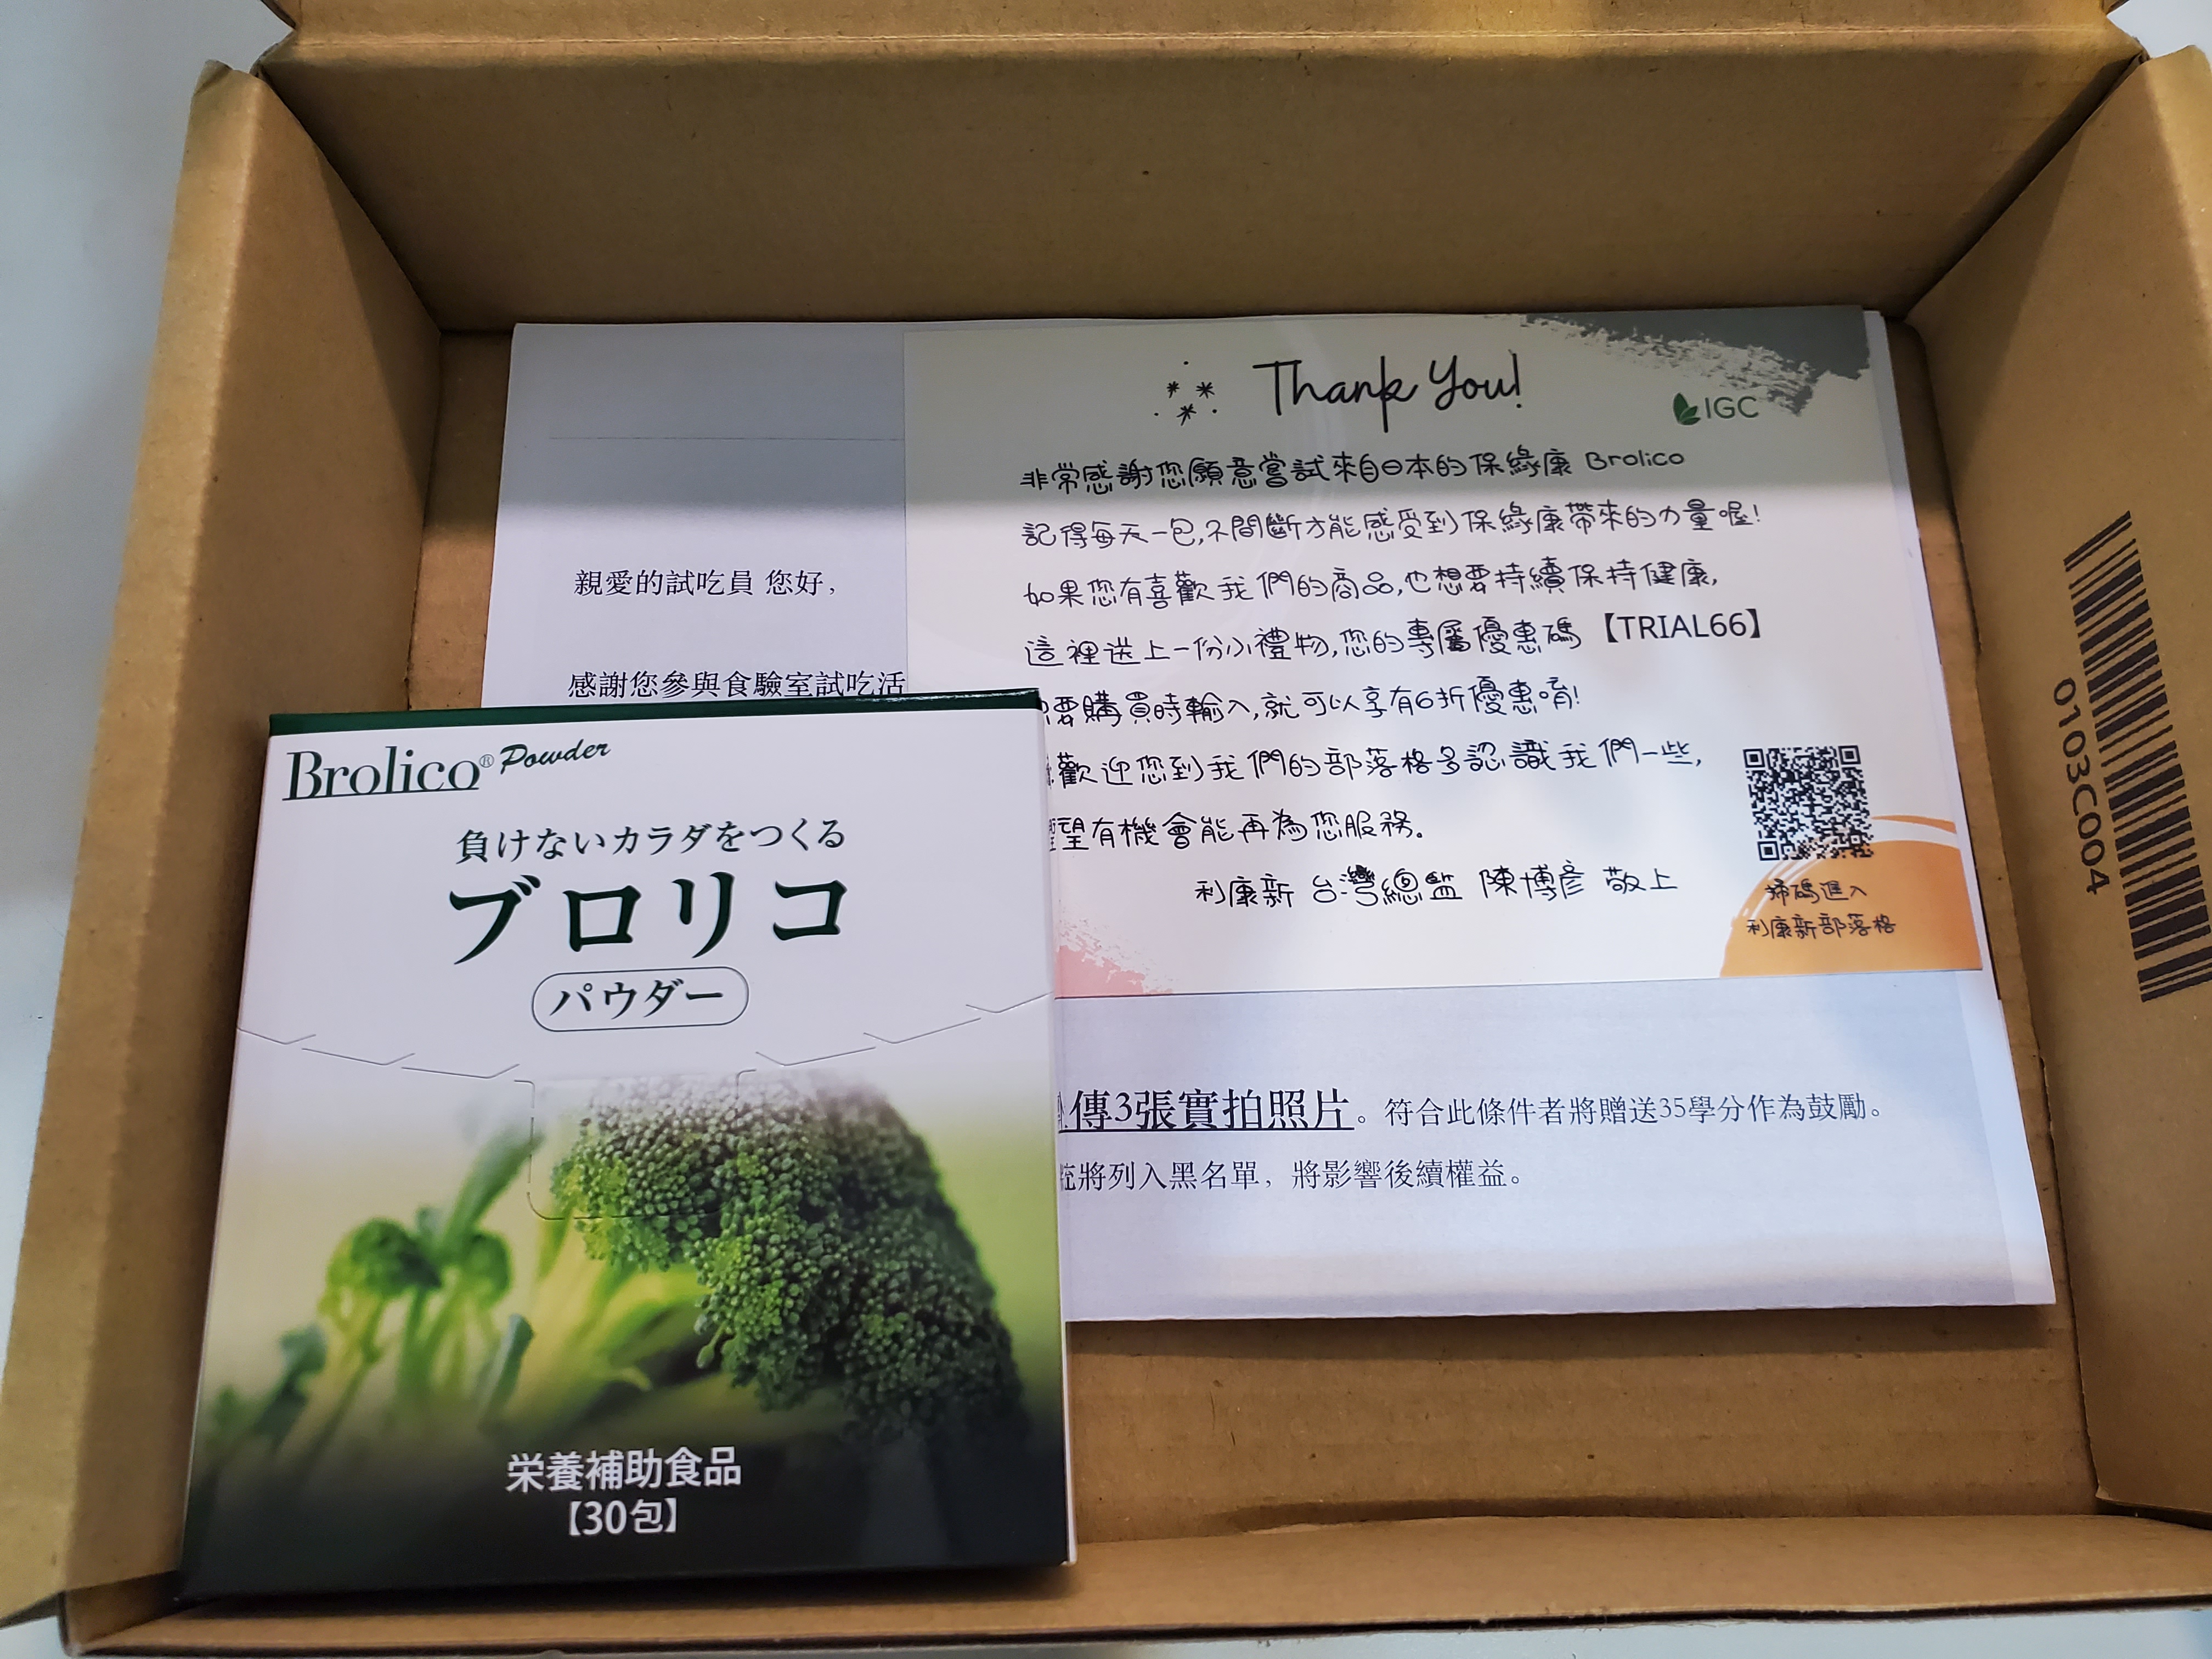 Thank You!
IGC
非常感謝您願意嘗試來自日本的保緣康 Brolico
記得每天一包,不間斷才能感受到保緣康帶來的力量喔!
如果您有喜歡我們的商品,也想要持續保持健康,
這裡送上一份小禮物,您的專屬優惠碼【TRIAL66】
要購買時輸入,就可以享有6折優惠唷!
歡迎您到我們的部落格多認識我們一些,
望有機會能再為您服務。
利康新 台灣總監 陳博彥 敬上
掃碼進入
利康新部落格
親愛的試吃員 您好,
感謝您參與食驗室試吃活
傳3張實拍照片。符合此條件者將贈送35學分作為鼓勵。
將列入黑名單,將影響後續權益。
Brolico® Powder
負けないカラダをつくる
ブロリコ
パウダー
栄養補助食品
【30包】
0103C004